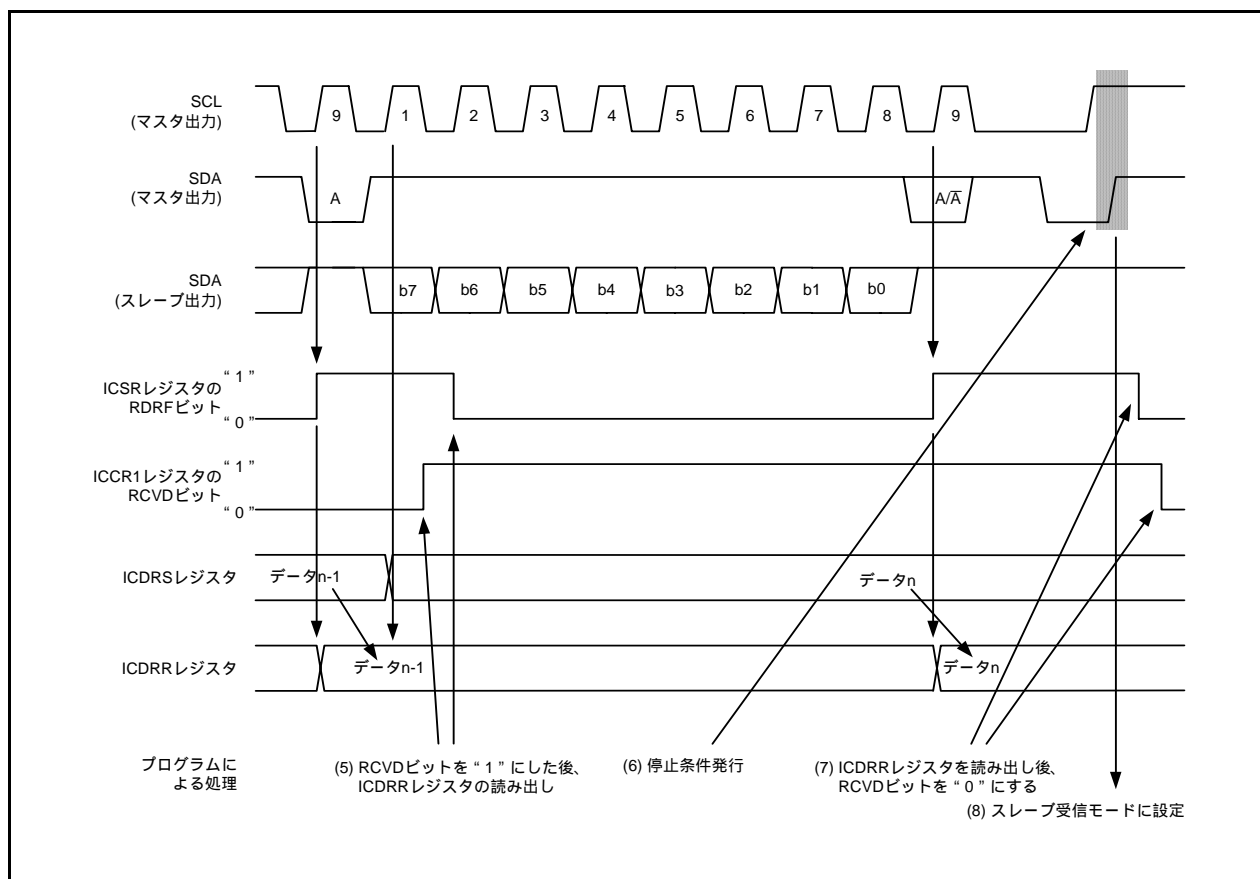 SCL
(マスタ出力)
9 1 2 3 4 5 6 7 8 9
SDA
(マスタ出力)
A A/A̅
SDA
(スレーブ出力)
b7 b6 b5 b4 b3 b2 b1 b0
ICSRレジスタの
RDRFビット
“ 1 ”
“ 0 ”
ICCR1レジスタの
RCVDビット
“ 1 ”
“ 0 ”
ICDRSレジスタ データn-1 データn
ICDRRレジスタ データn-1 データn
プログラムに
よる処理
(5) RCVDビットを“ 1 ”にした後、
ICDRRレジスタの読み出し
(6) 停止条件発行
(7) ICDRRレジスタを読み出し後、
RCVDビットを“ 0 ”にする
(8) スレーブ受信モードに設定